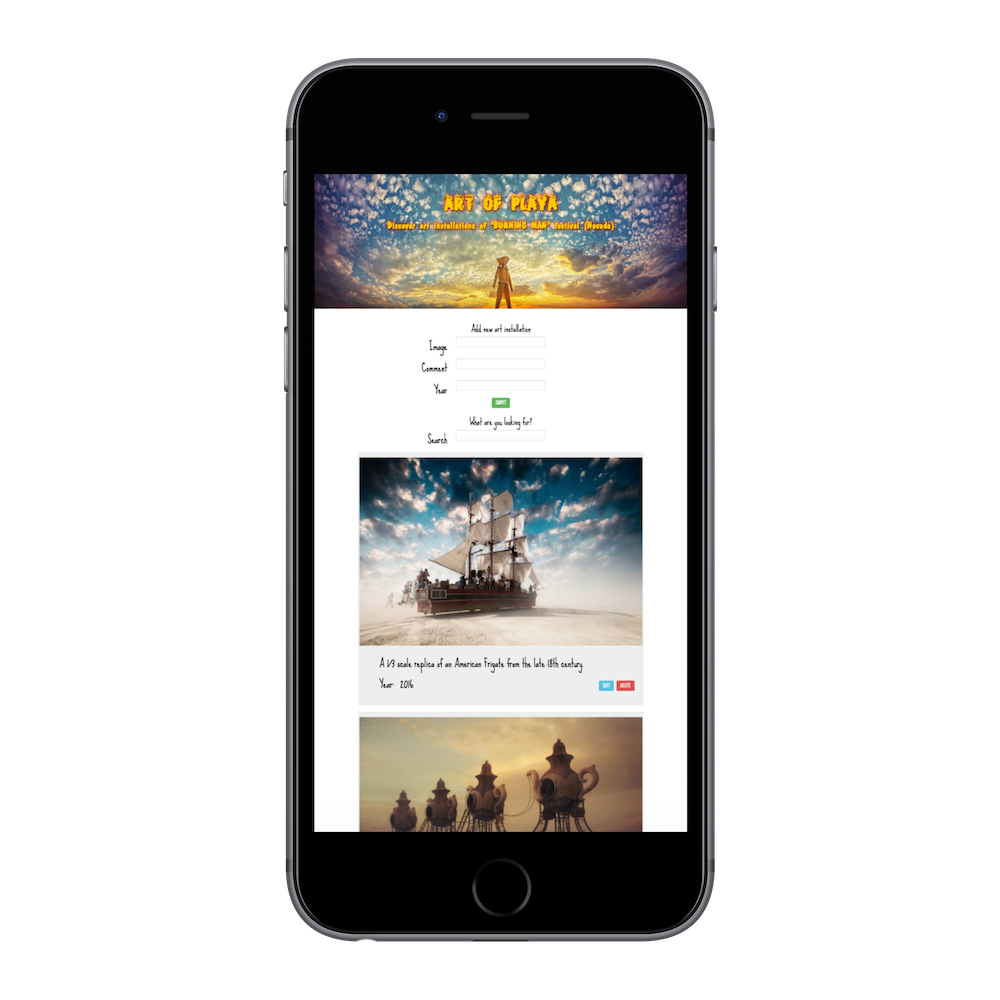 ART OF PLAYA
Discover art installations of "BURNING MAN" festival (Nevada)
Add new art installation
Image
Comment
Year
SUBMIT
What are you looking for?
Search
A 1/3 scale replica of an American Frigate from the late 18th century.
Year: 2016
EDIT DELETE